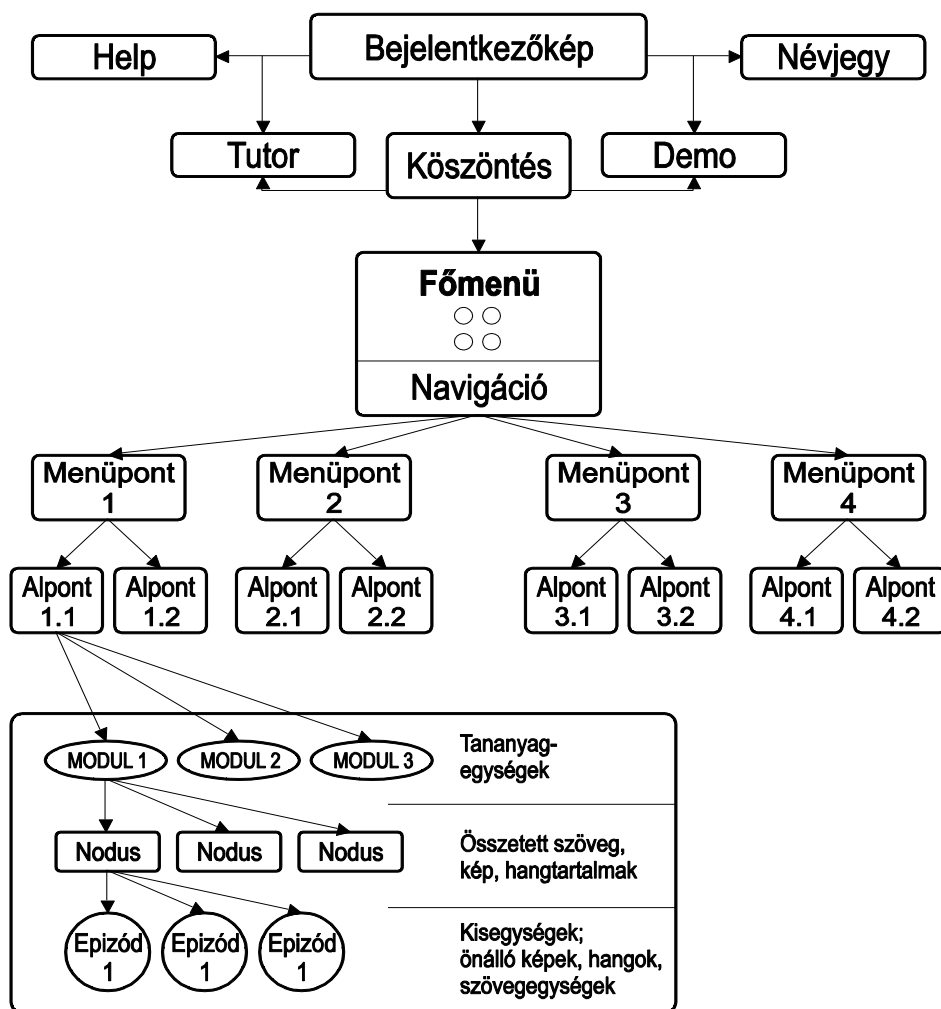 Bejelentkezőkép
Help
Névjegy
Tutor
Köszöntés
Demo
Főmenü
Navigáció
Menüpont
1
Menüpont
2
Menüpont
3
Menüpont
4
Alpont
1.1
Alpont
1.2
Alpont
2.1
Alpont
2.2
Alpont
3.1
Alpont
3.2
Alpont
4.1
Alpont
4.2
MODUL 1
MODUL 2
MODUL 3
Tananyag-
egységek
Nodus
Nodus
Nodus
Összetett szöveg,
kép, hangtartalmak
Epizód
1
Epizód
1
Epizód
1
Kisegységek;
önálló képek, hangok,
szövegegységek